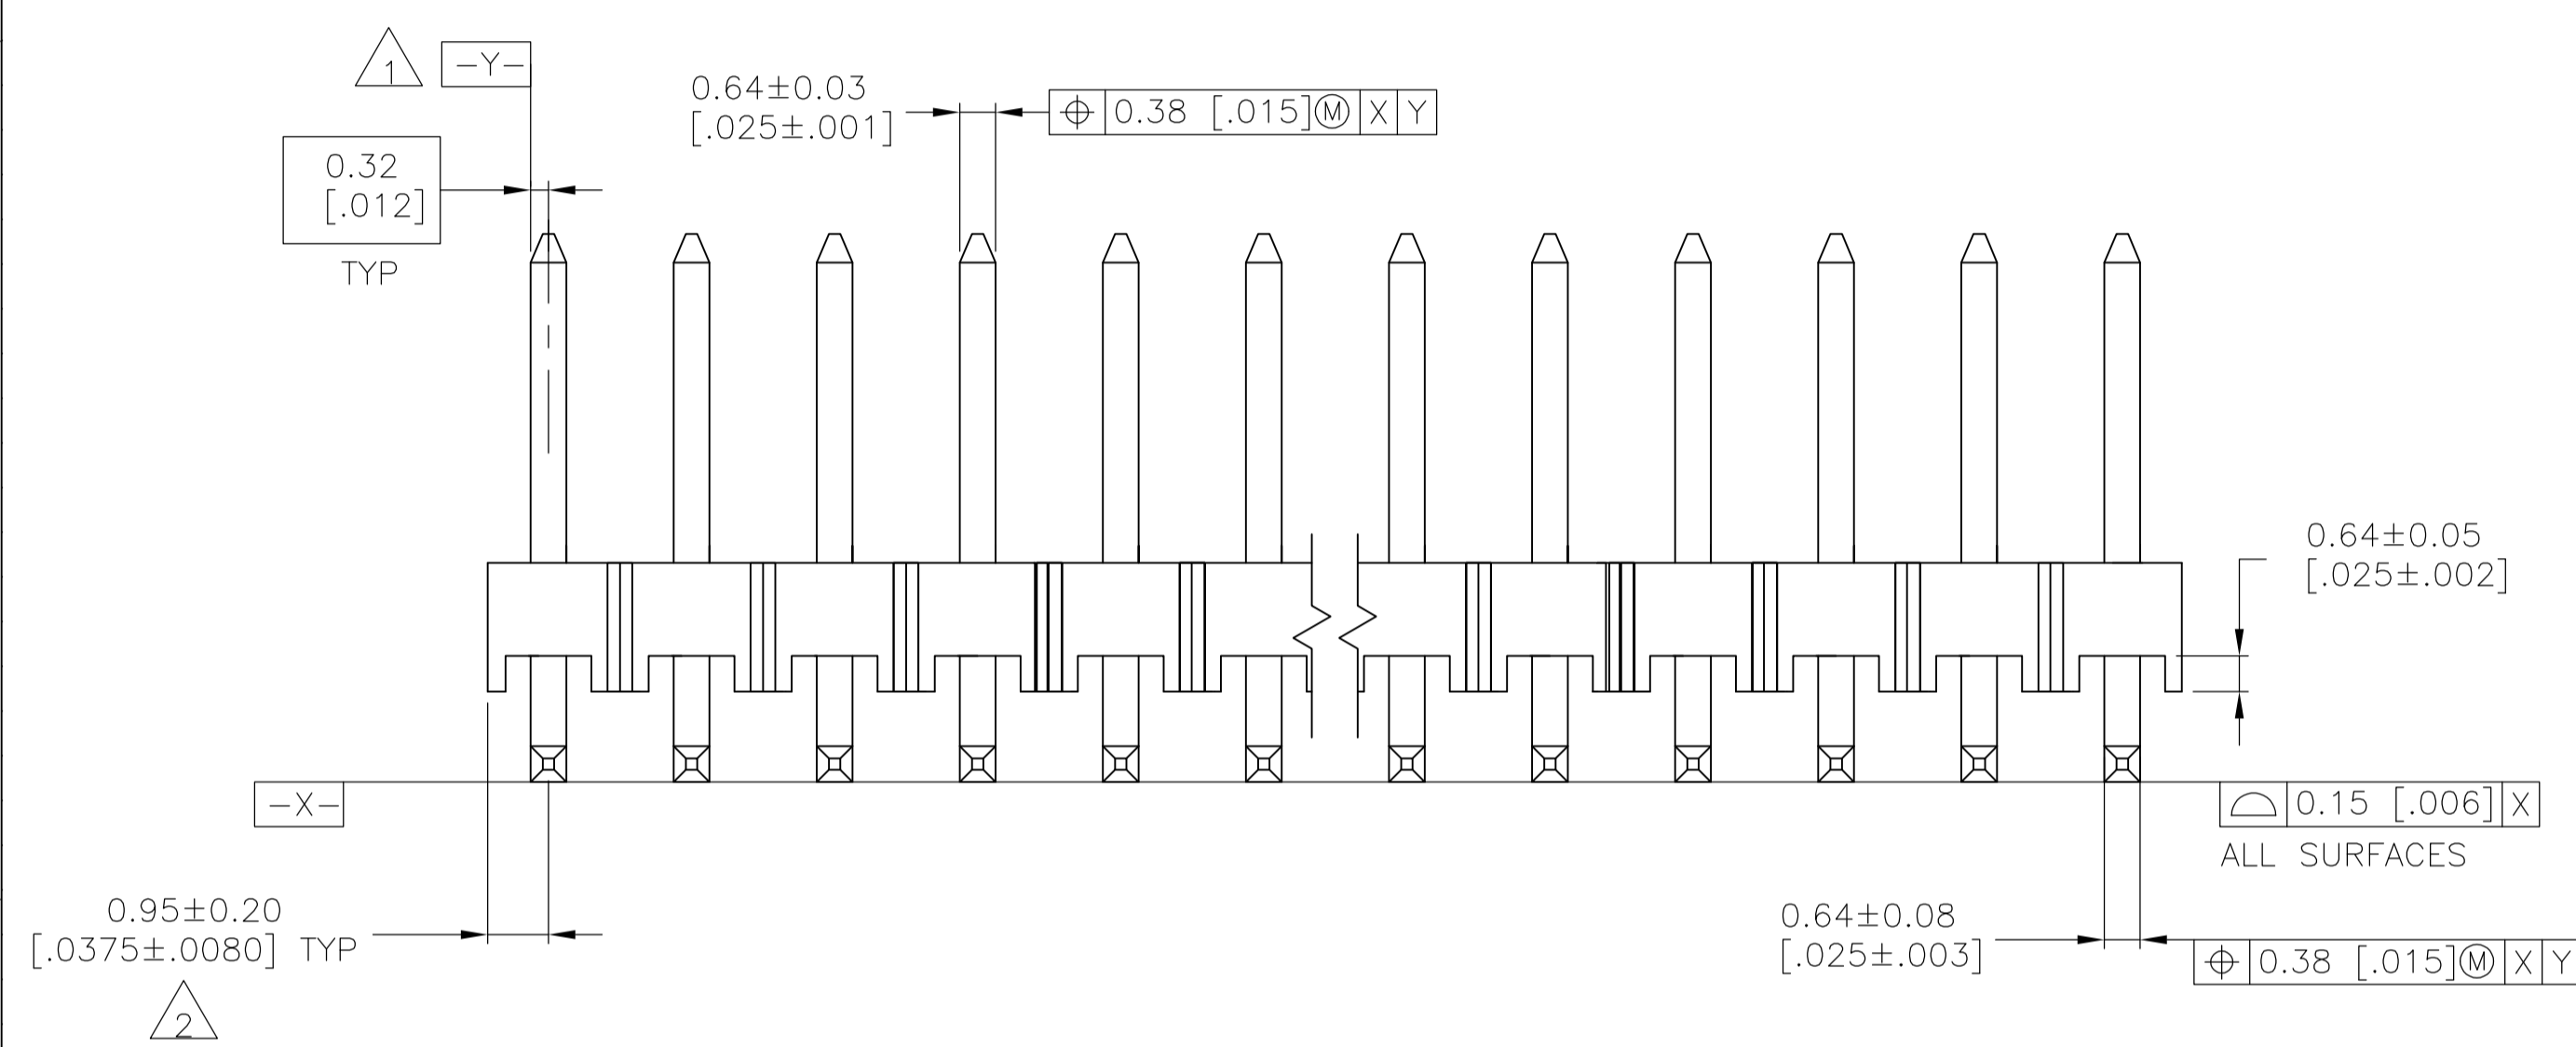 1
-Y-
0.64±0.03
[.025±.001]
⌖ 0.38 [.015]Ⓜ X Y
0.32
[.012]
TYP
0.64±0.05
[.025±.002]
-X-
⌓ 0.15 [.006] X
ALL SURFACES
0.95±0.20
[.0375±.0080] TYP
2
0.64±0.08
[.025±.003]
⌖ 0.38 [.015]Ⓜ X Y